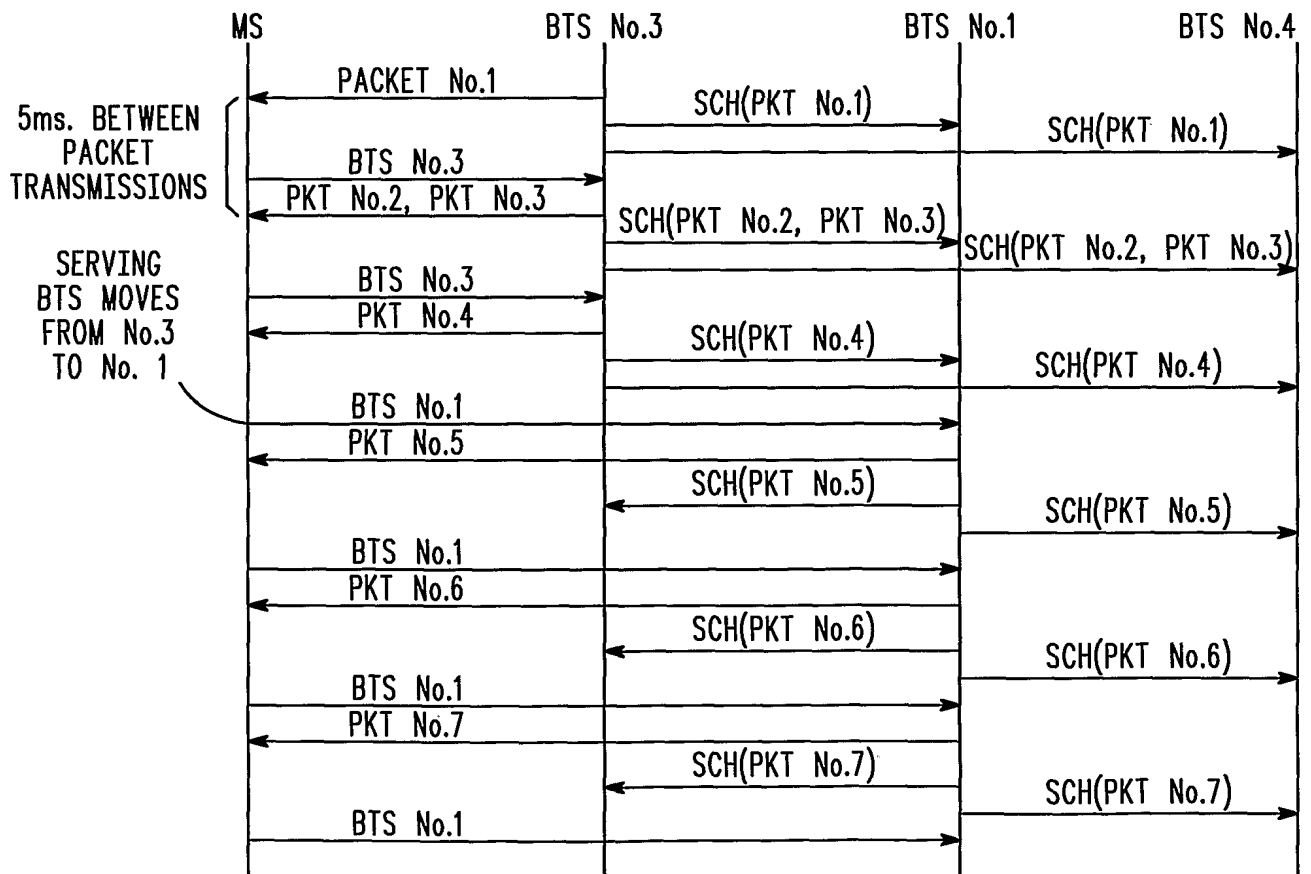 MS
BTS No.3
BTS No.1
BTS No.4
PACKET No.1
SCH(PKT No.1)
SCH(PKT No.1)
5ms. BETWEEN
PACKET
TRANSMISSIONS
BTS No.3
PKT No.2, PKT No.3
SCH(PKT No.2, PKT No.3)
SCH(PKT No.2, PKT No.3)
SERVING
BTS MOVES
FROM No.3
TO No. 1
BTS No.3
PKT No.4
SCH(PKT No.4)
SCH(PKT No.4)
BTS No.1
PKT No.5
SCH(PKT No.5)
SCH(PKT No.5)
BTS No.1
PKT No.6
SCH(PKT No.6)
SCH(PKT No.6)
BTS No.1
PKT No.7
SCH(PKT No.7)
SCH(PKT No.7)
BTS No.1